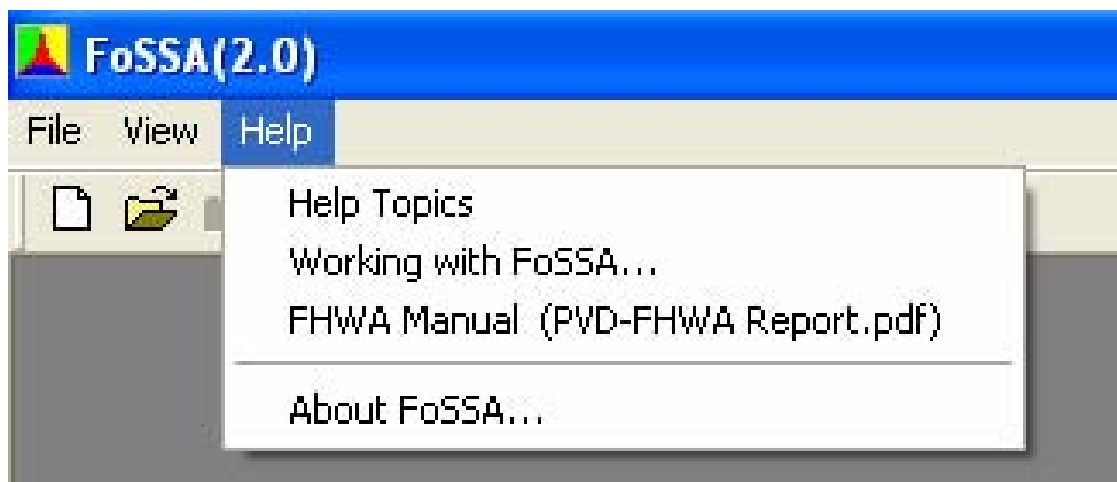 FoSSA(2.0)
File View Help
Help Topics
Working with FoSSA...
FHWA Manual (PVD-FHWA Report.pdf)
About FoSSA...